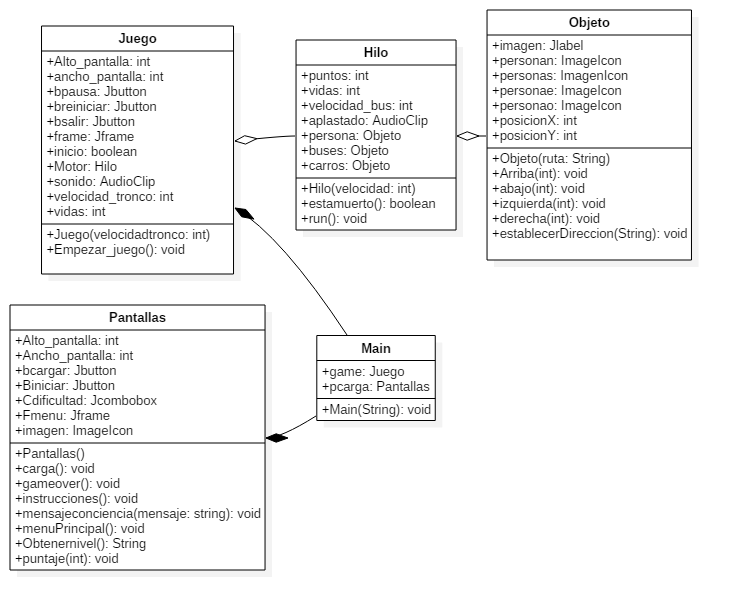 Juego
+Alto_pantalla: int
+ancho_pantalla: int
+bpausa: Jbutton
+breiniciar: Jbutton
+bsalir: Jbutton
+frame: Jframe
+inicio: boolean
+Motor: Hilo
+sonido: AudioClip
+velocidad_tronco: int
+vidas: int
+Juego(velocidadtronco: int)
+Empezar_juego(): void
Hilo
+puntos: int
+vidas: int
+velocidad_bus: int
+aplastado: AudioClip
+persona: Objeto
+buses: Objeto
+carros: Objeto
+Hilo(velocidad: int)
+estamuerto(): boolean
+run(): void
Objeto
+imagen: Jlabel
+personan: ImageIcon
+personas: ImagenIcon
+personae: ImageIcon
+personao: ImageIcon
+posicionX: int
+posicionY: int
+Objeto(ruta: String)
+Arriba(int): void
+abajo(int): void
+izquierda(int): void
+derecha(int): void
+establecerDireccion(String): void
Pantallas
+Alto_pantalla: int
+Ancho_pantalla: int
+bcargar: Jbutton
+Biniciar: Jbutton
+Cdificultad: Jcombobox
+Fmenu: Jframe
+imagen: ImageIcon
+Pantallas()
+carga(): void
+gameover(): void
+instrucciones(): void
+mensajeconciencia(mensaje: string): void
+menuPrincipal(): void
+Obtenernivel(): String
+puntaje(int): void
Main
+game: Juego
+pcarga: Pantallas
+Main(String): void